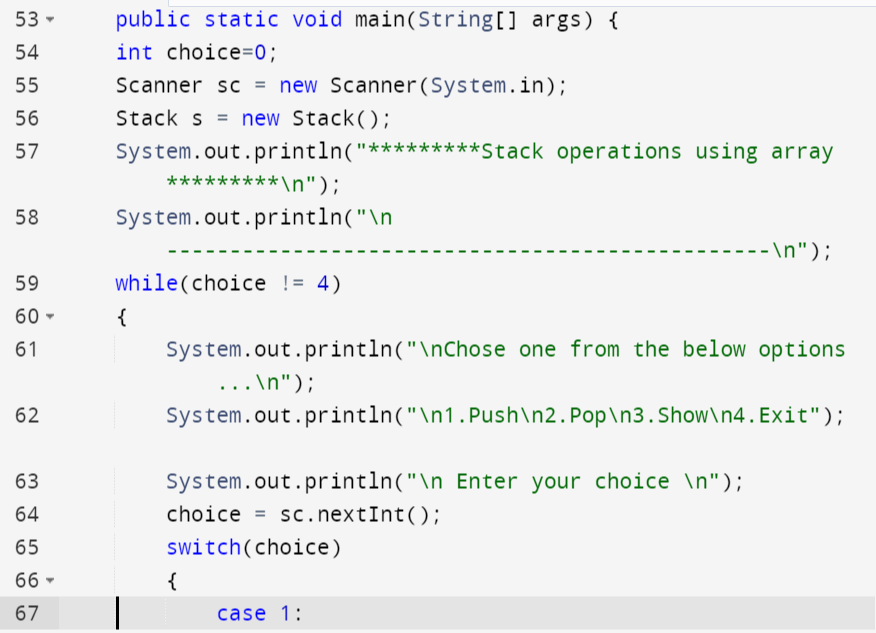 53 public static void main(String[] args) {
54 int choice=0;
55 Scanner sc = new Scanner(System.in);
56 Stack s = new Stack();
57 System.out.println("*********Stack operations using array
*********\n");
58 System.out.println("\n
------------------------------------------------\n");
59 while(choice != 4)
60 {
61 System.out.println("\nChose one from the below options
...\n");
62 System.out.println("\n1.Push\n2.Pop\n3.Show\n4.Exit");
63 System.out.println("\n Enter your choice \n");
64 choice = sc.nextInt();
65 switch(choice)
66 {
67 case 1: